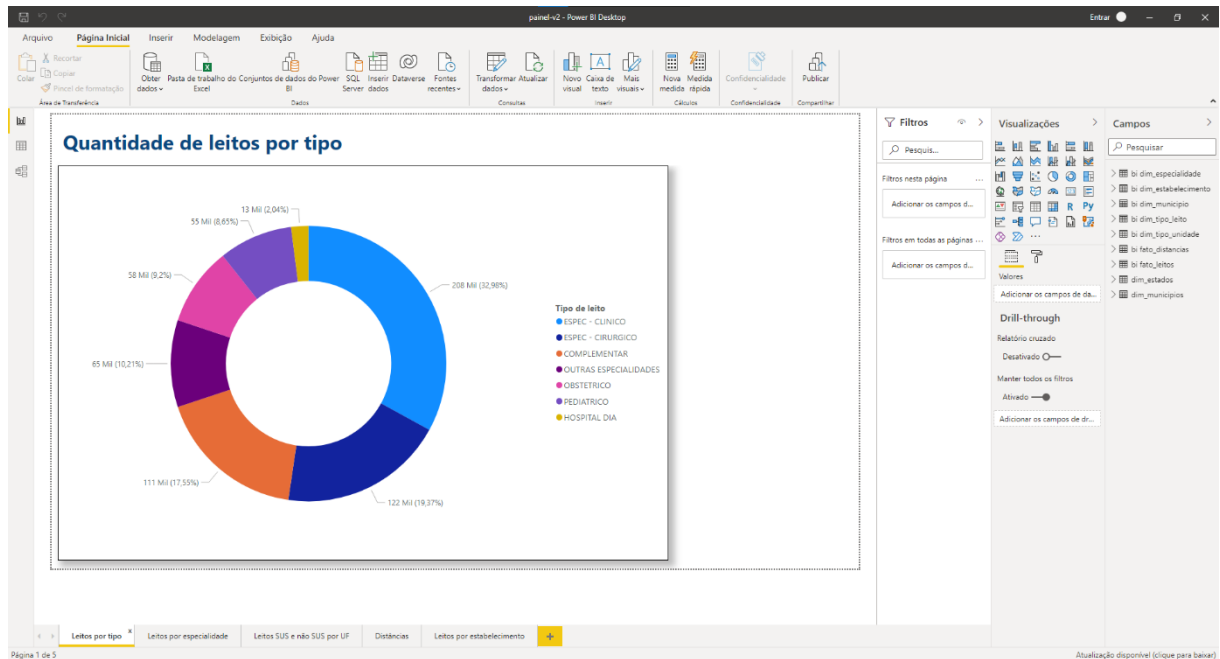 painel-v2 - Power BI Desktop
Entrar
Arquivo Página Inicial Inserir Modelagem Exibição Ajuda
Colar
Recortar
Copiar
Pincel de formatação
Área de Transferência
Obter dados
Pasta de trabalho do Excel
Conjuntos de dados do Power BI
SQL Server
Inserir dados
Dataverse
Fontes recentes
Dados
Transformar dados
Atualizar
Consultas
Novo visual
A
Caixa de texto
Mais visuais
Inserir
Nova medida
Medida rápida
Cálculos
Confidencialidade
Confidencialidade
Publicar
Compartilhar
Quantidade de leitos por tipo
13 Mil (2,04%)
55 Mil (8,65%)
58 Mil (9,2%)
208 Mil (32,98%)
65 Mil (10,21%)
111 Mil (17,55%)
122 Mil (19,37%)
Tipo de leito
ESPEC - CLINICO
ESPEC - CIRURGICO
COMPLEMENTAR
OUTRAS ESPECIALIDADES
OBSTETRICO
PEDIATRICO
HOSPITAL DIA
Filtros
Pesquis...
Filtros nesta página ...
Adicionar os campos d...
Filtros em todas as páginas ...
Adicionar os campos d...
Visualizações
R Py
...
Valores
Adicionar os campos de da...
Drill-through
Relatório cruzado
Desativado
Manter todos os filtros
Ativado
Adicionar os campos de dr...
Campos
Pesquisar
bi dim_especialidade
bi dim_estabelecimento
bi dim_municipio
bi dim_tipo_leito
bi dim_tipo_unidade
bi fato_distancias
bi fato_leitos
dim_estados
dim_municipios
Leitos por tipo x Leitos por especialidade Leitos SUS e não SUS por UF Distâncias Leitos por estabelecimento +
Página 1 de 5
Atualização disponível (clique para baixar)